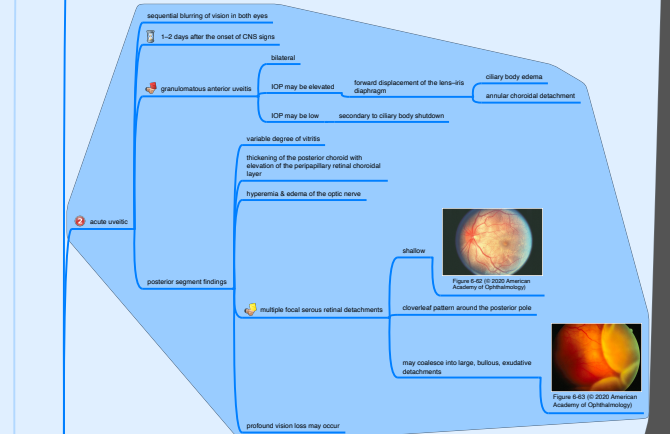 sequential blurring of vision in both eyes
1–2 days after the onset of CNS signs
bilateral
granulomatous anterior uveitis
IOP may be elevated
forward displacement of the lens–iris
diaphragm
ciliary body edema
annular choroidal detachment
IOP may be low
secondary to ciliary body shutdown
variable degree of vitritis
thickening of the posterior choroid with
elevation of the peripapillary retinal choroidal
layer
hyperemia & edema of the optic nerve
2
acute uveitic
posterior segment findings
shallow
Figure 6-62 (© 2020 American
Academy of Ophthalmology)
multiple focal serous retinal detachments
cloverleaf pattern around the posterior pole
may coalesce into large, bullous, exudative
detachments
Figure 6-63 (© 2020 American
Academy of Ophthalmology)
profound vision loss may occur